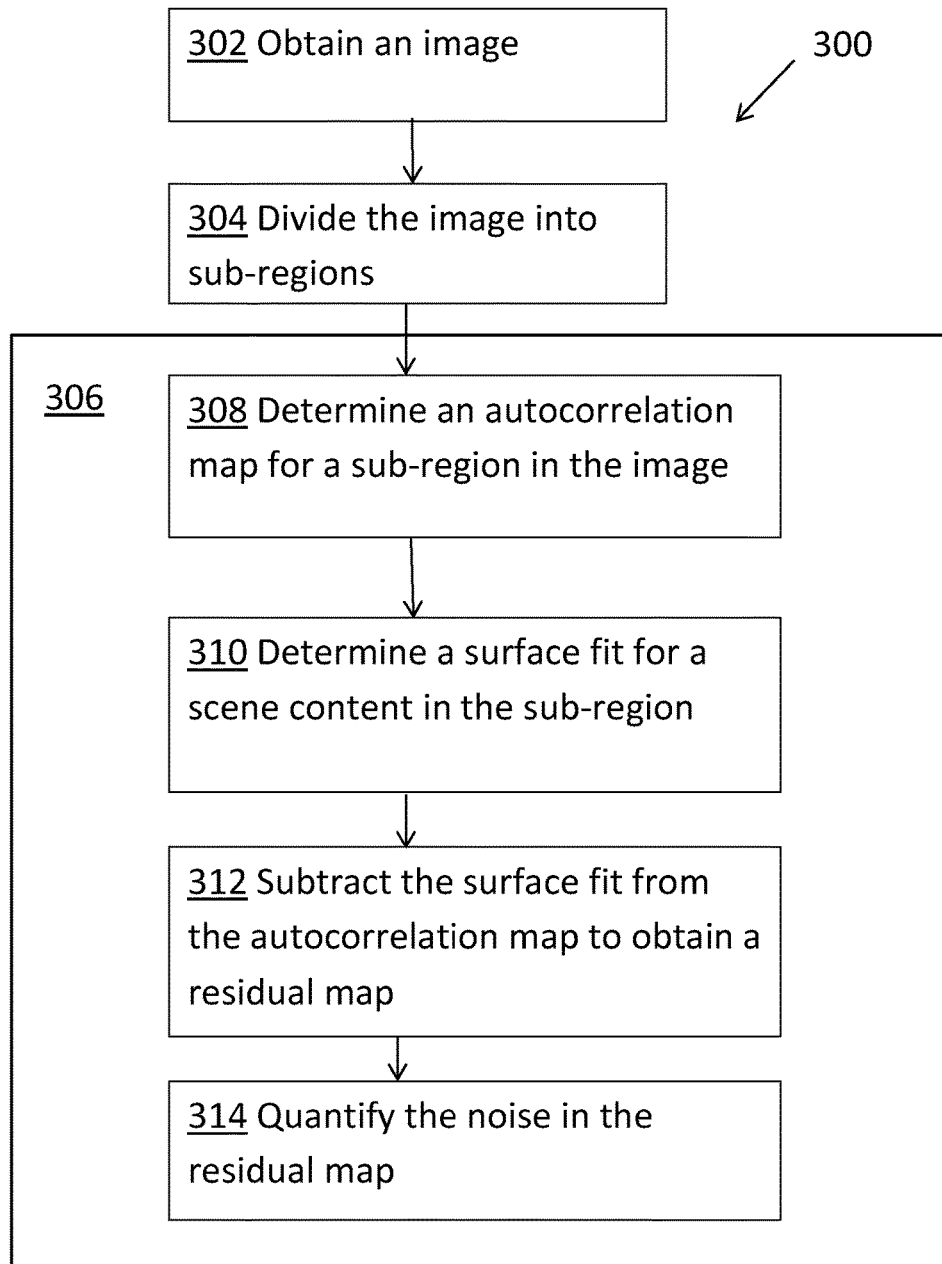 302 Obtain an image
300
304 Divide the image into
sub-regions
306
308 Determine an autocorrelation
map for a sub-region in the image
310 Determine a surface fit for a
scene content in the sub-region
312 Subtract the surface fit from
the autocorrelation map to obtain a
residual map
314 Quantify the noise in the
residual map